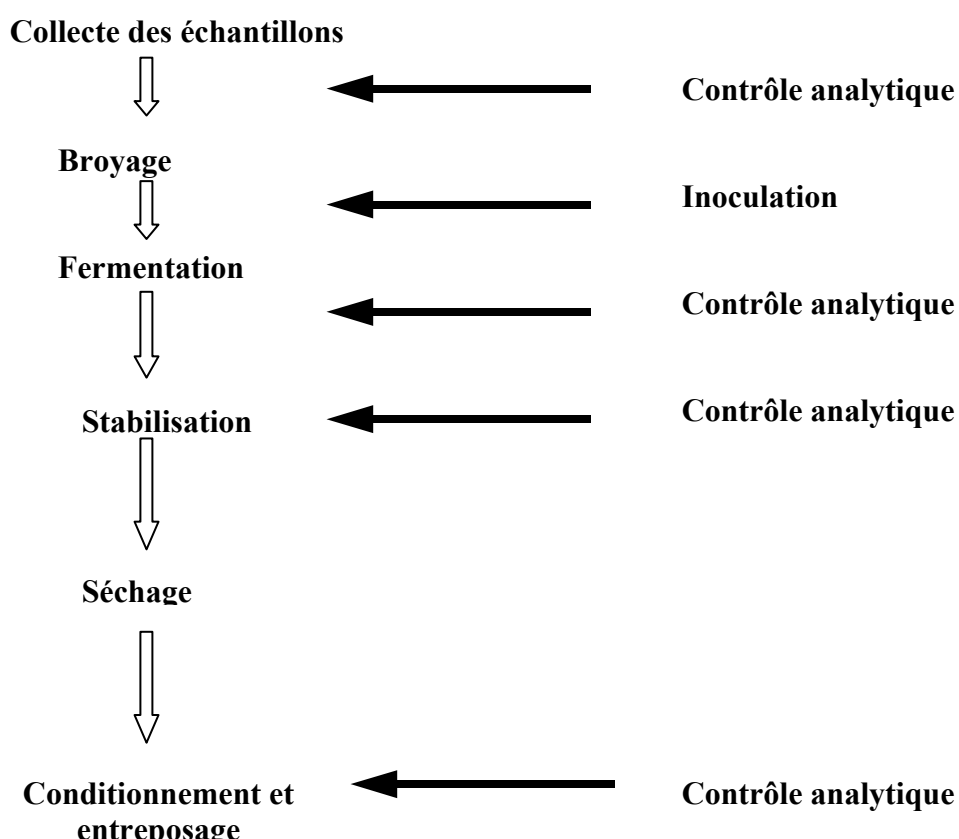 Collecte des échantillons
Contrôle analytique
Broyage
Inoculation
Fermentation
Contrôle analytique
Stabilisation
Contrôle analytique
Séchage
Conditionnement et
entreposage
Contrôle analytique